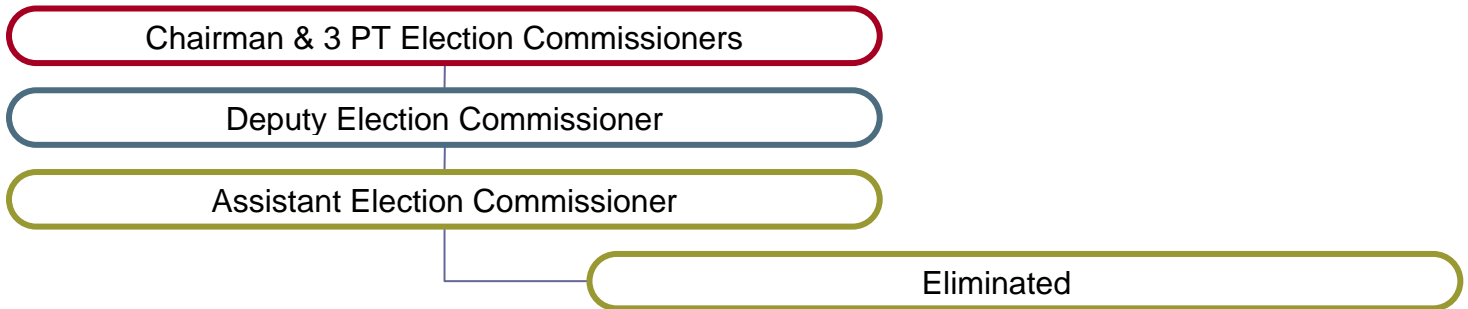 Chairman & 3 PT Election Commissioners
Deputy Election Commissioner
Assistant Election Commissioner
Eliminated